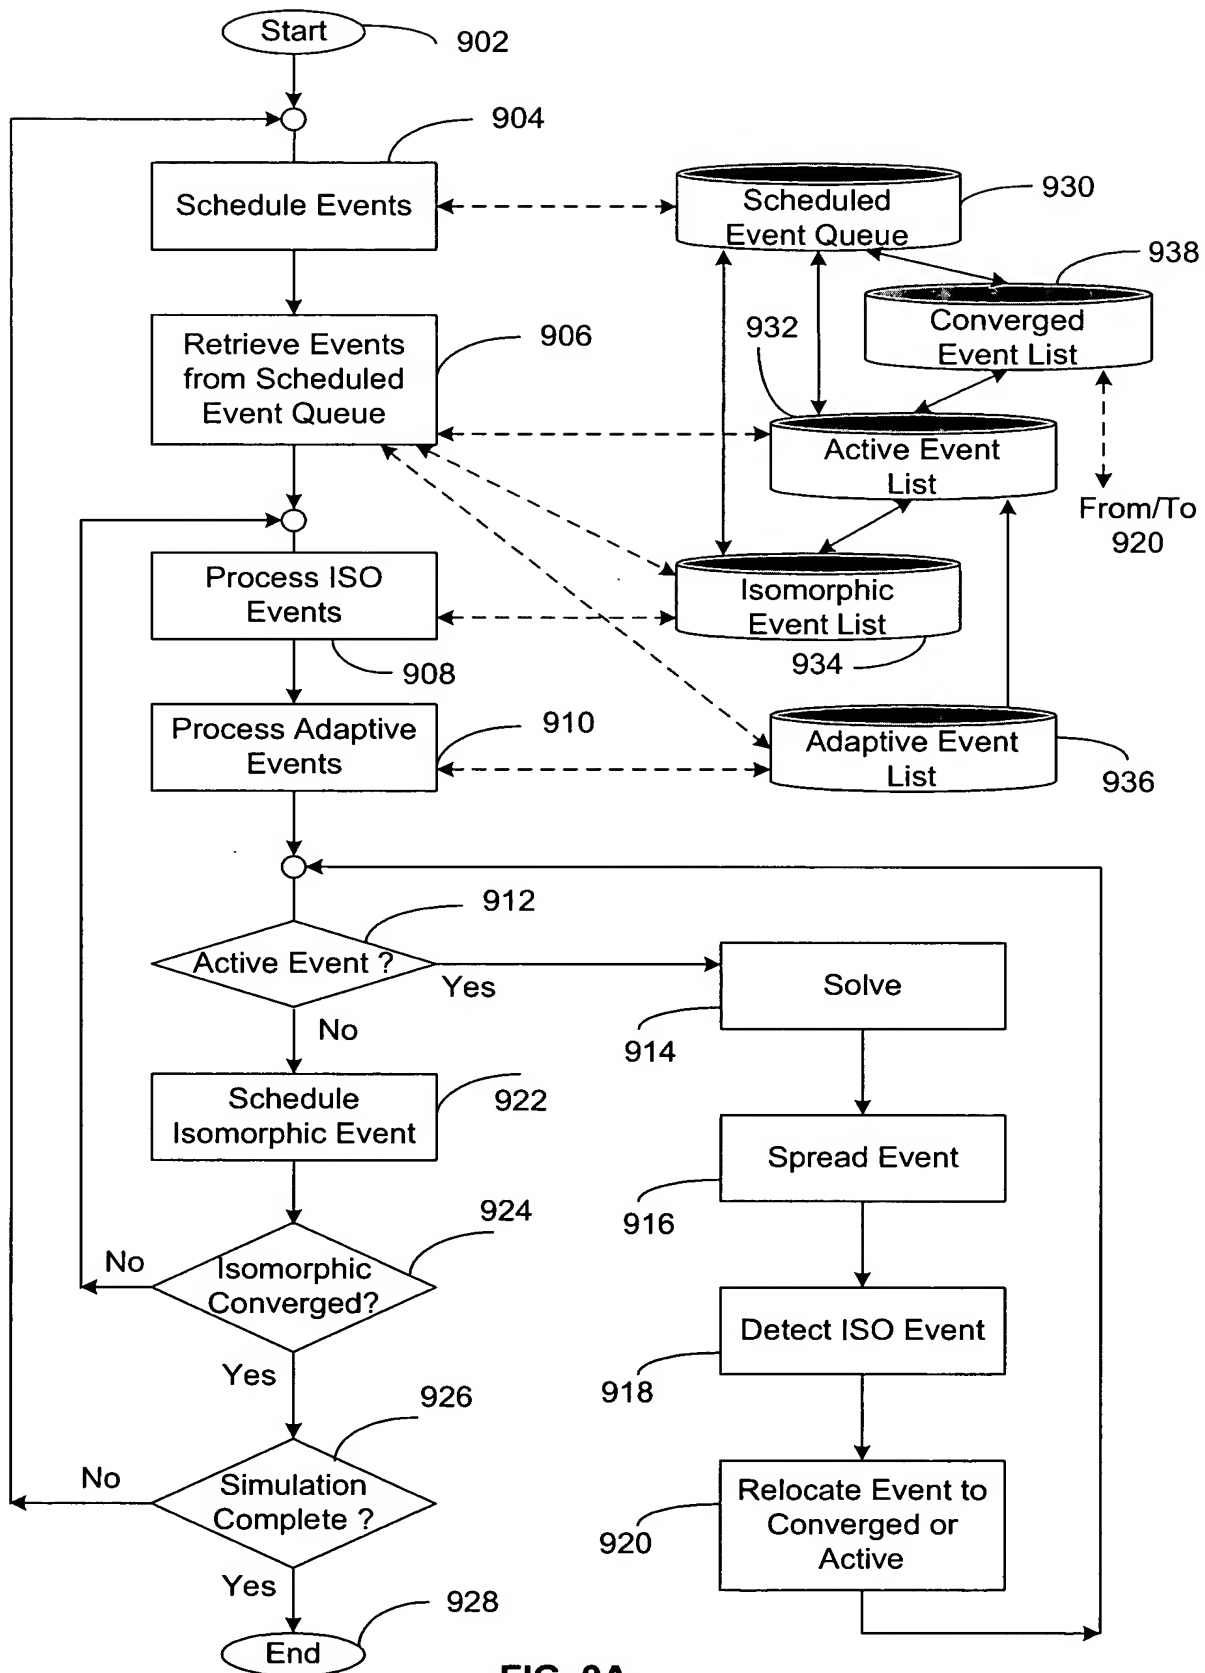 Start
902
904
Schedule Events
Scheduled
Event Queue
930
938
Converged
Event List
932
Retrieve Events
from Scheduled
Event Queue
906
Active Event
List
From/To
920
Process ISO
Events
908
Isomorphic
Event List
934
Process Adaptive
Events
910
Adaptive Event
List
936
912
Active Event ?
Yes
No
Solve
914
Schedule
Isomorphic Event
922
Spread Event
916
924
Isomorphic
Converged?
No
Yes
Detect ISO Event
918
926
Simulation
Complete ?
No
Yes
Relocate Event to
Converged or
Active
920
928
End
FIG. 9A